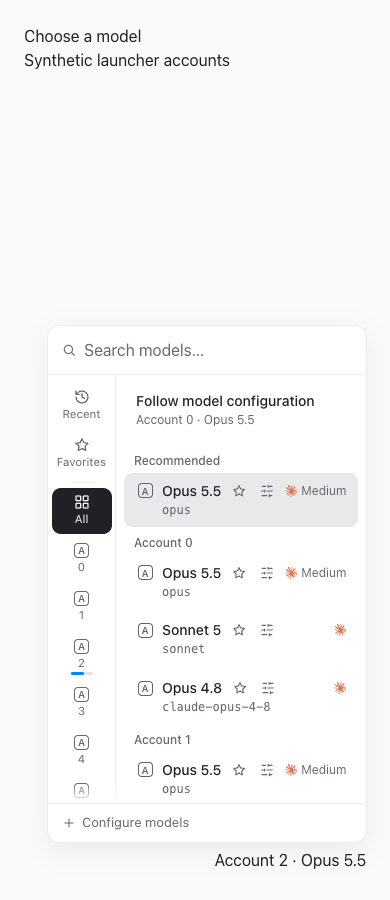 Choose a model
Synthetic launcher accounts
Search models...
Recent
Favorites
All
A
0
A
1
A
2
A
3
A
4
A
Follow model configuration
Account 0 · Opus 5.5
Recommended
A Opus 5.5 Medium
opus
Account 0
A Opus 5.5 Medium
opus
A Sonnet 5
sonnet
A Opus 4.8
claude-opus-4-8
Account 1
A Opus 5.5 Medium
opus
Configure models
Account 2 · Opus 5.5